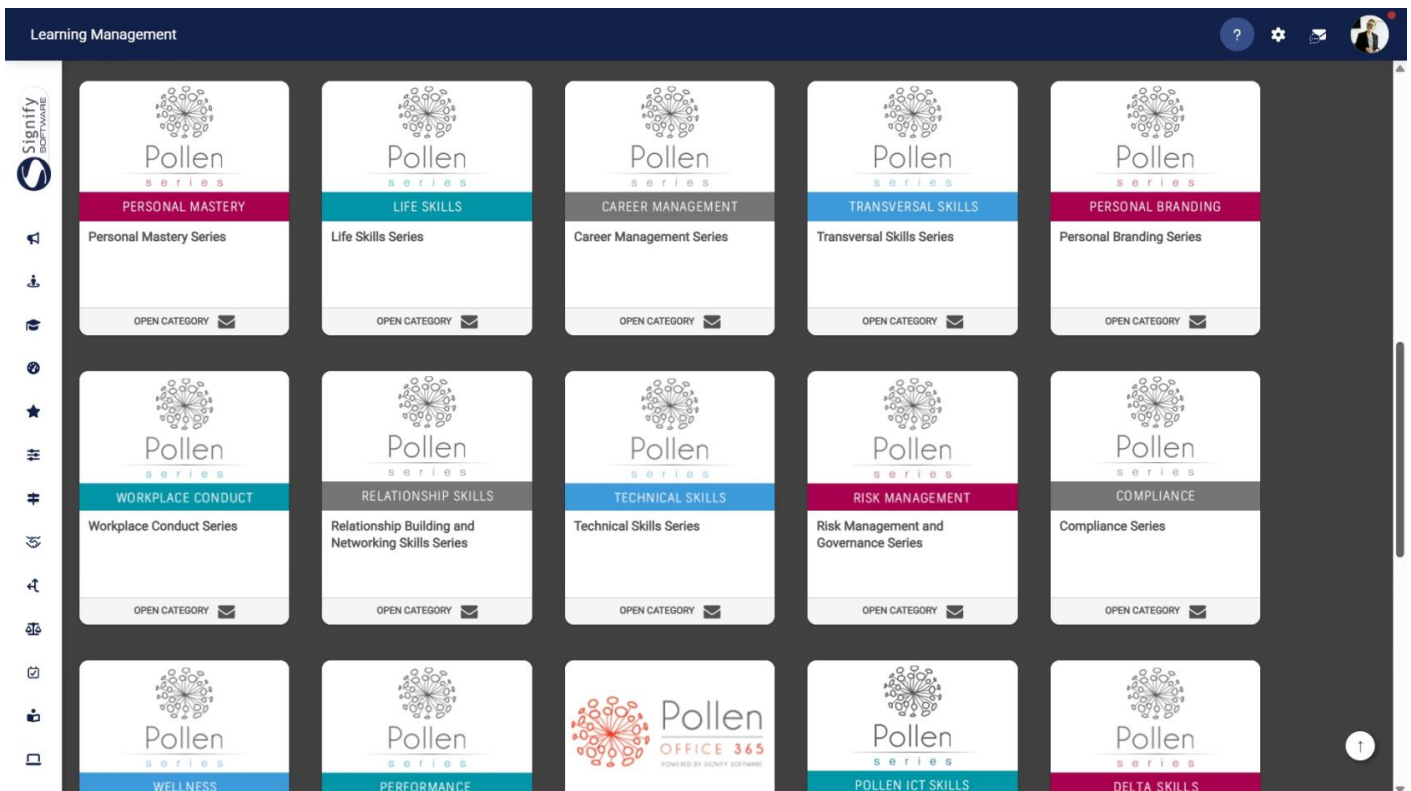 Learning Management
?
Signify
SOFTWARE
Pollen
series
PERSONAL MASTERY
Personal Mastery Series
OPEN CATEGORY
Pollen
series
LIFE SKILLS
Life Skills Series
OPEN CATEGORY
Pollen
series
CAREER MANAGEMENT
Career Management Series
OPEN CATEGORY
Pollen
series
TRANSVERSAL SKILLS
Transversal Skills Series
OPEN CATEGORY
Pollen
series
PERSONAL BRANDING
Personal Branding Series
OPEN CATEGORY
Pollen
series
WORKPLACE CONDUCT
Workplace Conduct Series
OPEN CATEGORY
Pollen
series
RELATIONSHIP SKILLS
Relationship Building and
Networking Skills Series
OPEN CATEGORY
Pollen
series
TECHNICAL SKILLS
Technical Skills Series
OPEN CATEGORY
Pollen
series
RISK MANAGEMENT
Risk Management and
Governance Series
OPEN CATEGORY
Pollen
series
COMPLIANCE
Compliance Series
OPEN CATEGORY
Pollen
series
WELLNESS
Pollen
series
PERFORMANCE
Pollen
OFFICE 365
POWERED BY SIGNIFY SOFTWARE
Pollen
series
POLLEN ICT SKILLS
Pollen
series
DELTA SKILLS